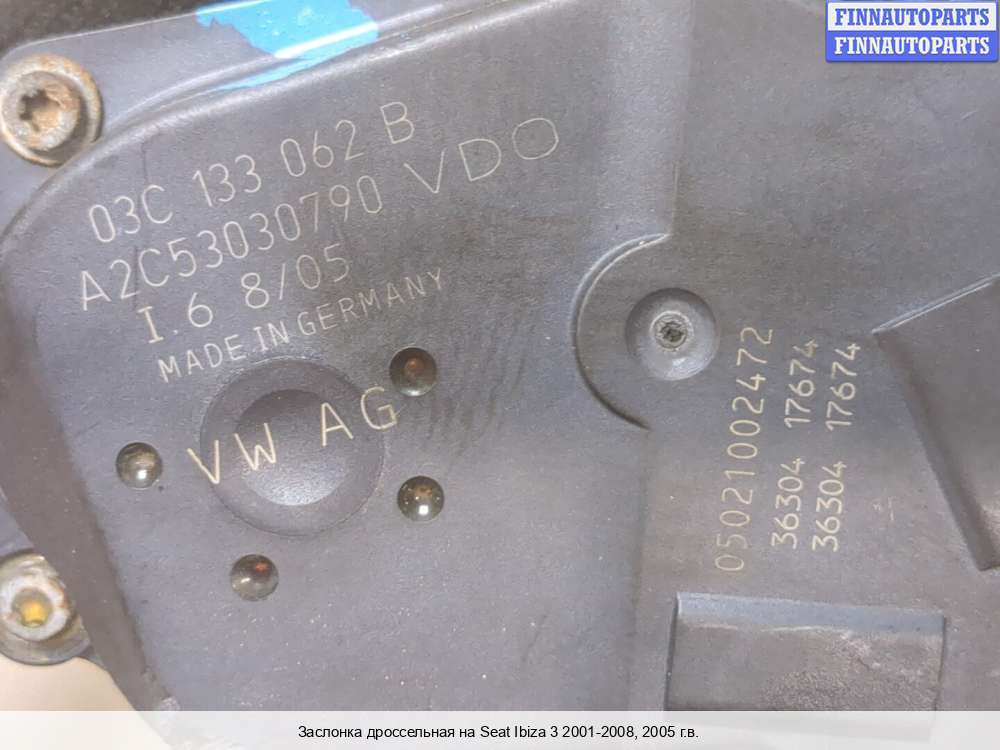 FINNAUTOPARTS
FINNAUTOPARTS
03C 133 062 B
A2C53030790 VDO
I.6 8/05
MADE IN GERMANY
VW AG
05021002472
36304 17674
36304 17674
Заслонка дроссельная на Seat Ibiza 3 2001-2008, 2005 г.в.